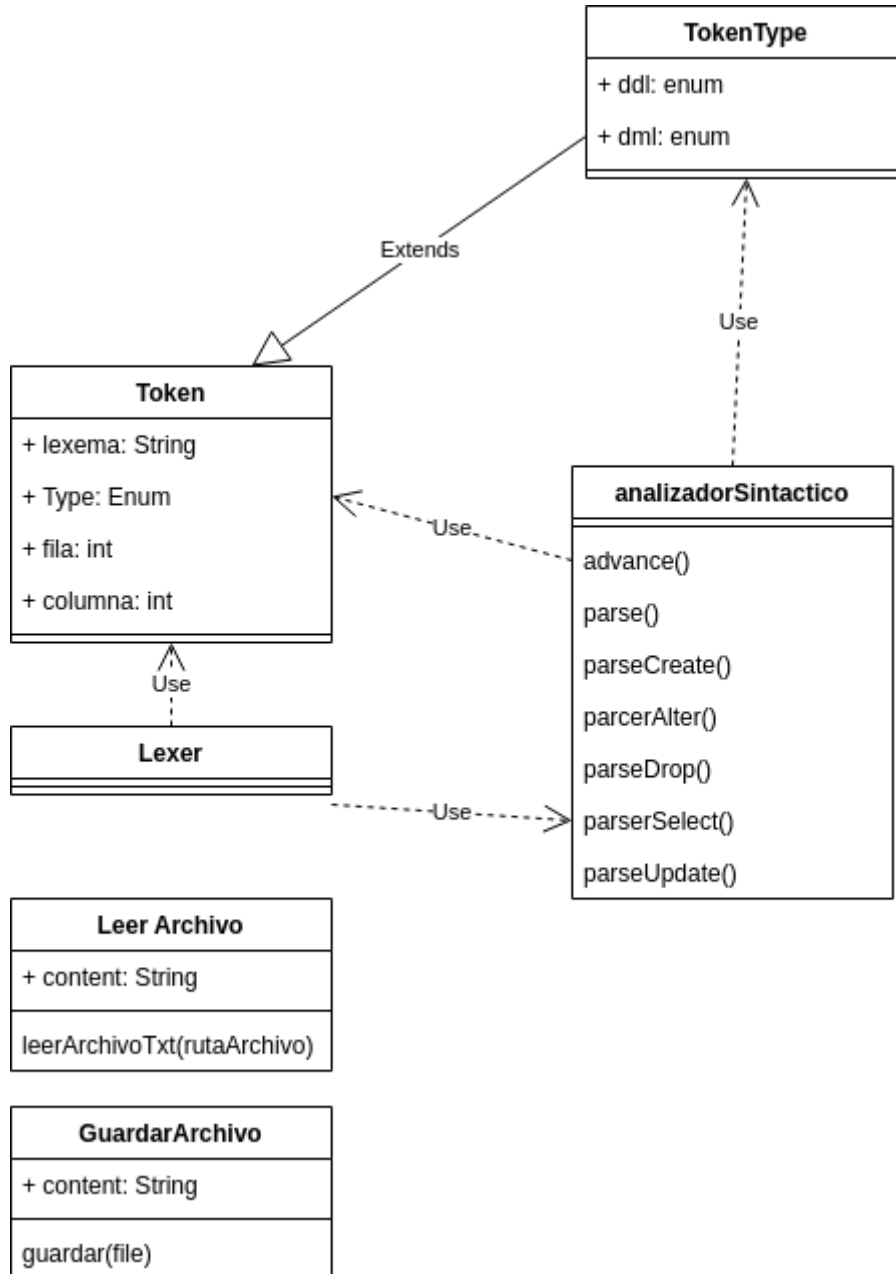 TokenType
+ ddl: enum
+ dml: enum
Extends
Use
Token
+ lexema: String
+ Type: Enum
+ fila: int
+ columna: int
Use
analizadorSintactico
advance()
parse()
parseCreate()
parcerAlter()
parseDrop()
parserSelect()
parseUpdate()
Use
Lexer
Use
Leer Archivo
+ content: String
leerArchivoTxt(rutaArchivo)
GuardarArchivo
+ content: String
guardar(file)